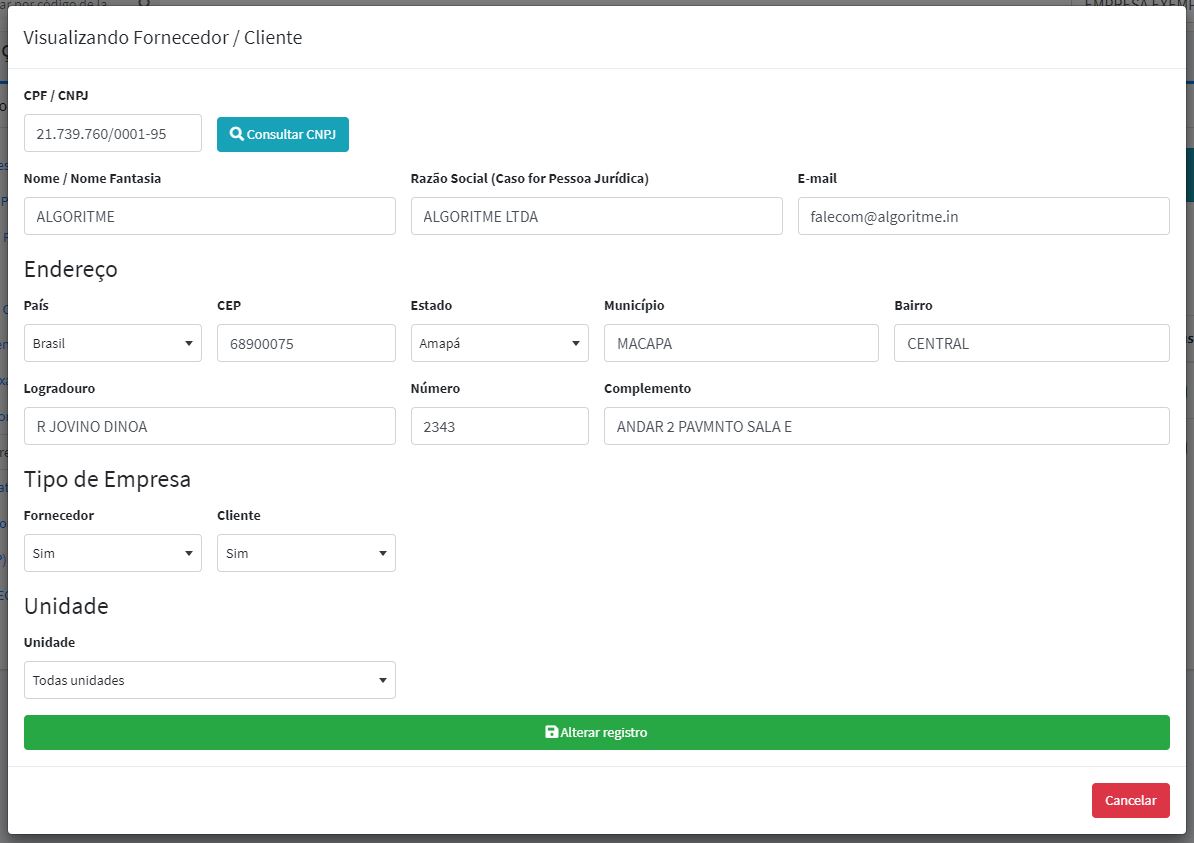 Visualizando Fornecedor / Cliente
CPF / CNPJ
21.739.760/0001-95 Consultar CNPJ
Nome / Nome Fantasia Razão Social (Caso for Pessoa Jurídica) E-mail
ALGORITME ALGORITME LTDA falecom@algoritme.in
Endereço
País CEP Estado Município Bairro
Brasil 68900075 Amapá MACAPA CENTRAL
Logradouro Número Complemento
R JOVINO DINOA 2343 ANDAR 2 PAVMNTO SALA E
Tipo de Empresa
Fornecedor Cliente
Sim Sim
Unidade
Unidade
Todas unidades
Alterar registro
Cancelar